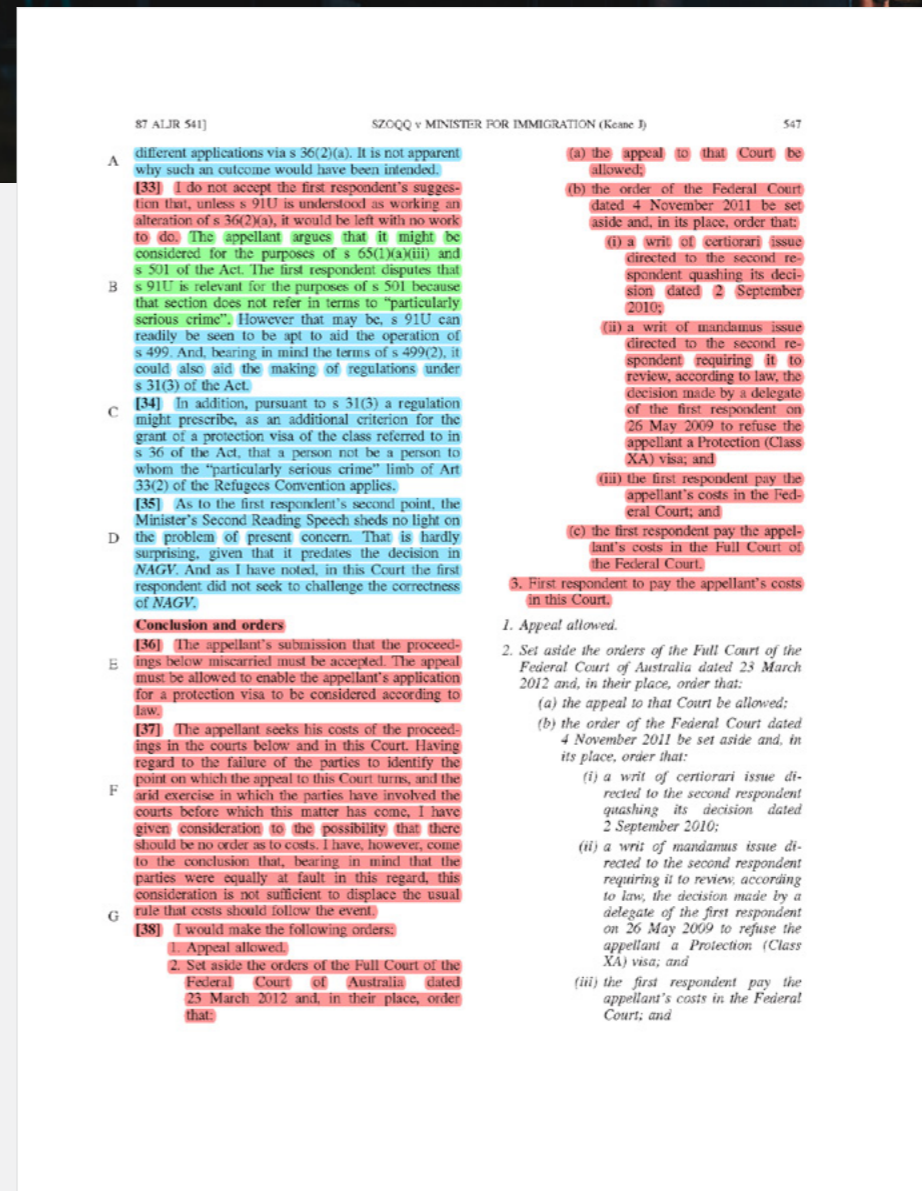 87 ALJR 541]
SZOQQ v MINISTER FOR IMMIGRATION (Keane J)
547
A
different applications via s 36(2)(a). It is not apparent
why such an outcome would have been intended.
[33] I do not accept the first respondent's sugges-
tion that, unless s 91U is understood as working an
alteration of s 36(2)(a), it would be left with no work
to do. The appellant argues that it might be
considered for the purposes of s 65(1)(a)(iii) and
s 501 of the Act. The first respondent disputes that
B
s 91U is relevant for the purposes of s 501 because
that section does not refer in terms to "particularly
serious crime". However that may be, s 91U can
readily be seen to be apt to aid the operation of
s 499. And, bearing in mind the terms of s 499(2), it
could also aid the making of regulations under
s 31(3) of the Act.
C
[34] In addition, pursuant to s 31(3) a regulation
might prescribe, as an additional criterion for the
grant of a protection visa of the class referred to in
s 36 of the Act, that a person not be a person to
whom the "particularly serious crime" limb of Art
33(2) of the Refugees Convention applies.
[35] As to the first respondent's second point, the
Minister's Second Reading Speech sheds no light on
D
the problem of present concern. That is hardly
surprising, given that it predates the decision in
NAGV. And as I have noted, in this Court the first
respondent did not seek to challenge the correctness
of NAGV.
Conclusion and orders
[36] The appellant's submission that the proceed-
E
ings below miscarried must be accepted. The appeal
must be allowed to enable the appellant's application
for a protection visa to be considered according to
law.
[37] The appellant seeks his costs of the proceed-
ings in the courts below and in this Court. Having
regard to the failure of the parties to identify the
point on which the appeal to this Court turns, and the
F
arid exercise in which the parties have involved the
courts before which this matter has come, I have
given consideration to the possibility that there
should be no order as to costs. I have, however, come
to the conclusion that, bearing in mind that the
parties were equally at fault in this regard, this
consideration is not sufficient to displace the usual
G
rule that costs should follow the event.
[38] I would make the following orders:
1. Appeal allowed.
2. Set aside the orders of the Full Court of the
Federal Court of Australia dated
23 March 2012 and, in their place, order
that:
(a) the appeal to that Court be
allowed;
(b) the order of the Federal Court
dated 4 November 2011 be set
aside and, in its place, order that:
(i) a writ of certiorari issue
directed to the second re-
spondent quashing its deci-
sion dated 2 September
2010;
(ii) a writ of mandamus issue
directed to the second re-
spondent requiring it to
review, according to law, the
decision made by a delegate
of the first respondent on
26 May 2009 to refuse the
appellant a Protection (Class
XA) visa; and
(iii) the first respondent pay the
appellant's costs in the Fed-
eral Court; and
(c) the first respondent pay the appel-
lant's costs in the Full Court of
the Federal Court.
3. First respondent to pay the appellant's costs
in this Court.
1. Appeal allowed.
2. Set aside the orders of the Full Court of the
Federal Court of Australia dated 23 March
2012 and, in their place, order that:
(a) the appeal to that Court be allowed;
(b) the order of the Federal Court dated
4 November 2011 be set aside and, in
its place, order that:
(i) a writ of certiorari issue di-
rected to the second respondent
quashing its decision dated
2 September 2010;
(ii) a writ of mandamus issue di-
rected to the second respondent
requiring it to review, according
to law, the decision made by a
delegate of the first respondent
on 26 May 2009 to refuse the
appellant a Protection (Class
XA) visa; and
(iii) the first respondent pay the
appellant's costs in the Federal
Court; and